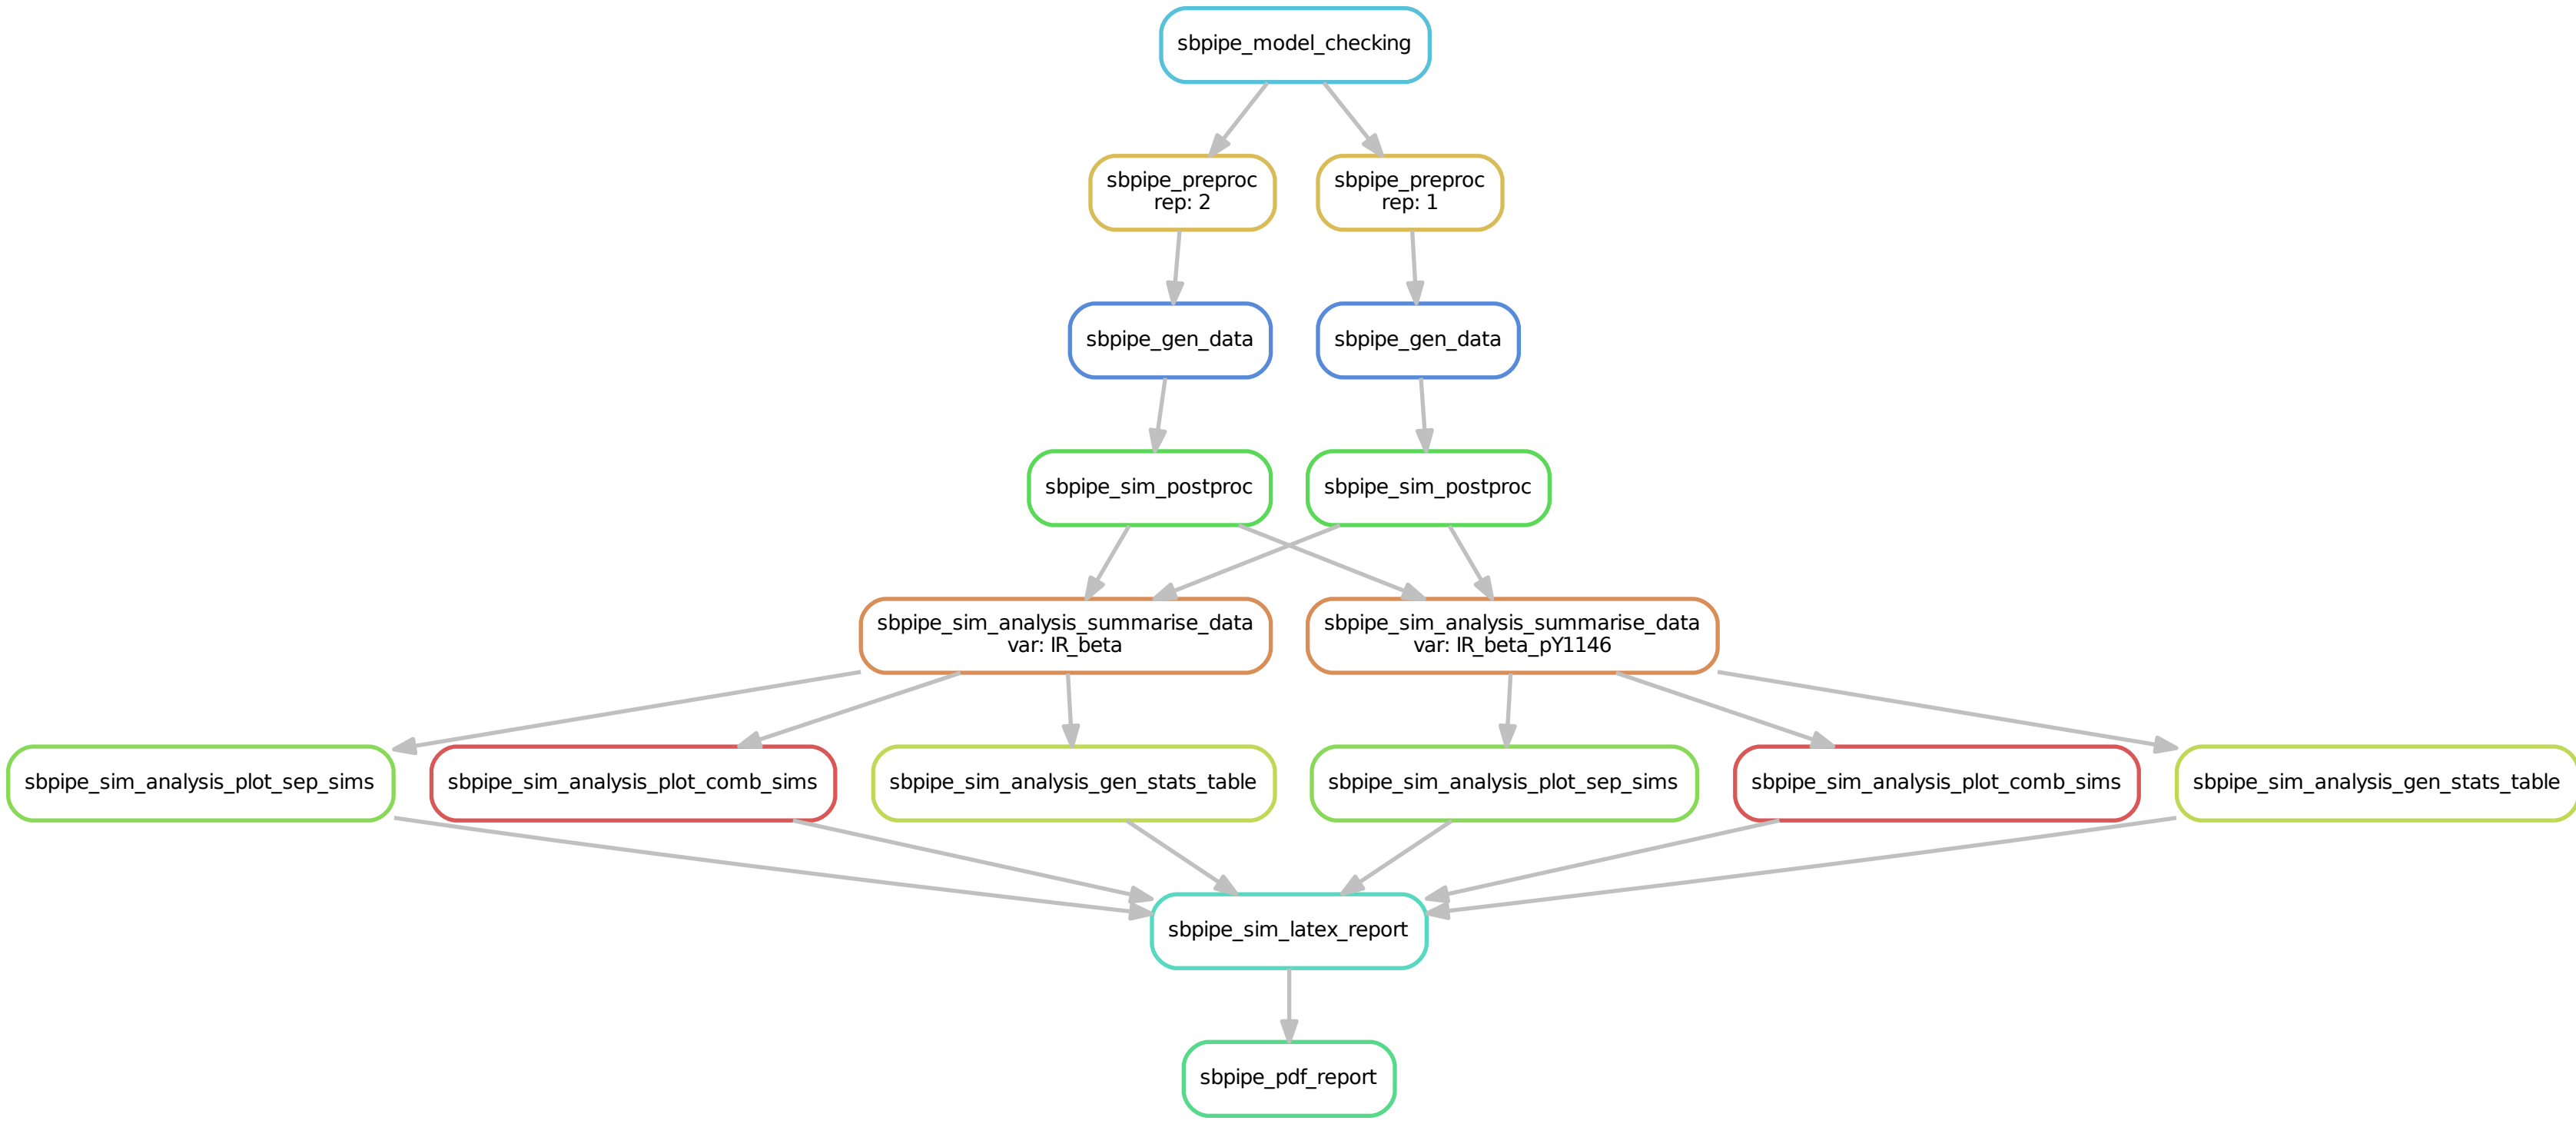 sbpipe_model_checking
sbpipe_preproc
rep: 2
sbpipe_preproc
rep: 1
sbpipe_gen_data
sbpipe_gen_data
sbpipe_sim_postproc
sbpipe_sim_postproc
sbpipe_sim_analysis_summarise_data
var: IR_beta
sbpipe_sim_analysis_summarise_data
var: IR_beta_pY1146
sbpipe_sim_analysis_plot_sep_sims
sbpipe_sim_analysis_plot_comb_sims
sbpipe_sim_analysis_gen_stats_table
sbpipe_sim_analysis_plot_sep_sims
sbpipe_sim_analysis_plot_comb_sims
sbpipe_sim_analysis_gen_stats_table
sbpipe_sim_latex_report
sbpipe_pdf_report